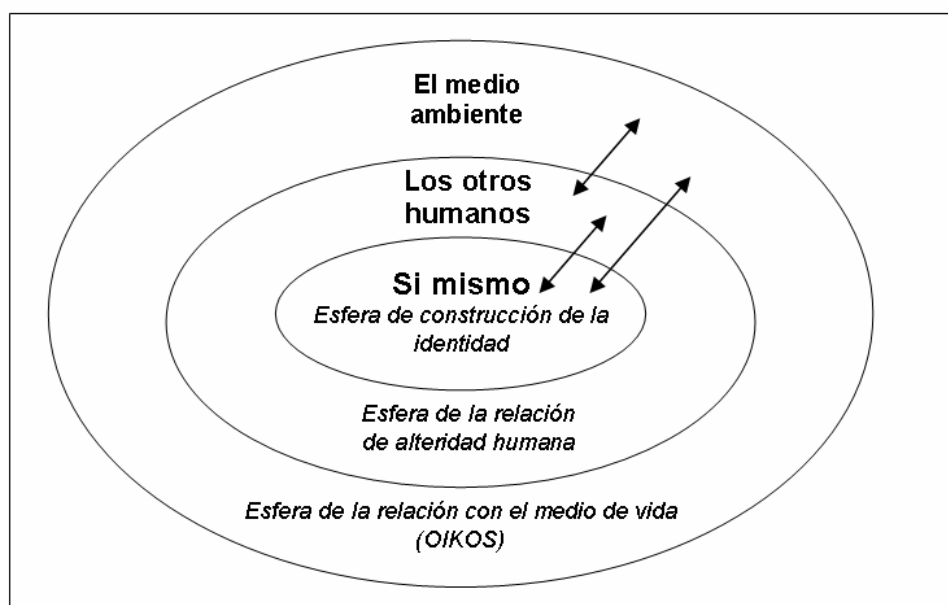 El medio
ambiente
Los otros
humanos
Si mismo
Esfera de construcción de la
identidad
Esfera de la relación
de alteridad humana
Esfera de la relación con el medio de vida
(OIKOS)